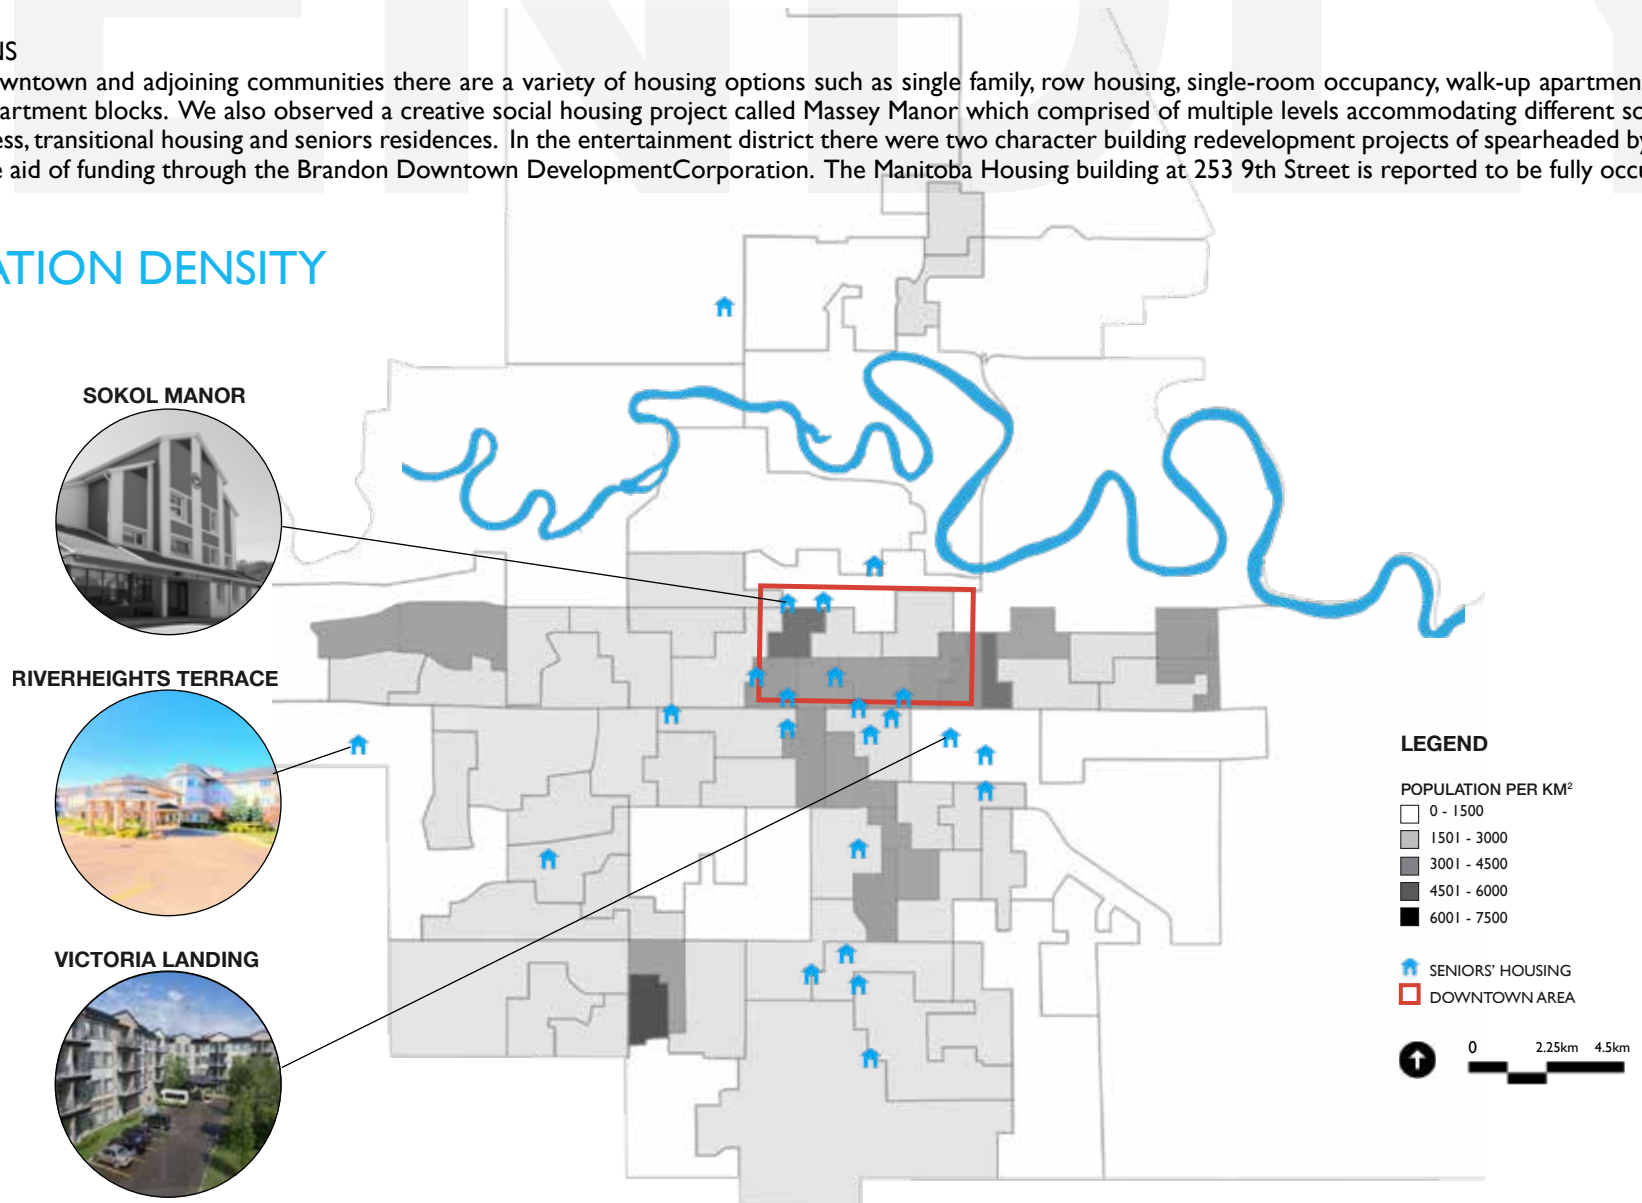 NS
wntown and adjoining communities there are a variety of housing options such as single family, row housing, single-room occupancy, walk-up apartmen
artment blocks. We also observed a creative social housing project called Massey Manor which comprised of multiple levels accommodating different so
ess, transitional housing and seniors residences. In the entertainment district there were two character building redevelopment projects of spearheaded by
e aid of funding through the Brandon Downtown DevelopmentCorporation. The Manitoba Housing building at 253 9th Street is reported to be fully occu
ATION DENSITY
SOKOL MANOR
RIVERHEIGHTS TERRACE
VICTORIA LANDING
LEGEND
POPULATION PER KM²
0 - 1500
1501 - 3000
3001 - 4500
4501 - 6000
6001 - 7500
SENIORS' HOUSING
DOWNTOWN AREA
0 2.25km 4.5km